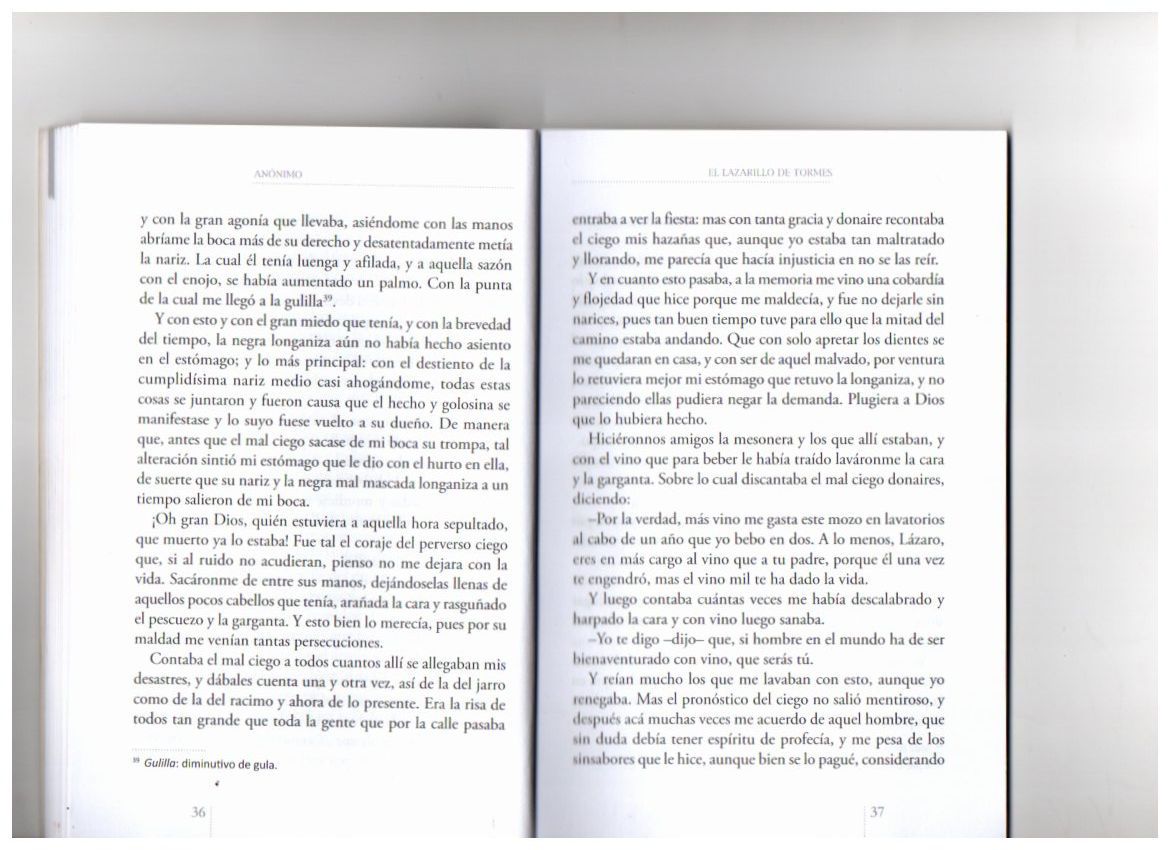 ANÓNIMO
y con la gran agonía que llevaba, asiéndome con las manos
abríame la boca más de su derecho y desatentadamente metía
la nariz. La cual él tenía luenga y afilada, y a aquella sazón
con el enojo, se había aumentado un palmo. Con la punta
de la cual me llegó a la gulilla³⁹.
Y con esto y con el gran miedo que tenía, y con la brevedad
del tiempo, la negra longaniza aún no había hecho asiento
en el estómago; y lo más principal: con el destiento de la
cumplidísima nariz medio casi ahogándome, todas estas
cosas se juntaron y fueron causa que el hecho y golosina se
manifestase y lo suyo fuese vuelto a su dueño. De manera
que, antes que el mal ciego sacase de mi boca su trompa, tal
alteración sintió mi estómago que le dio con el hurto en ella,
de suerte que su nariz y la negra mal mascada longaniza a un
tiempo salieron de mi boca.
¡Oh gran Dios, quién estuviera a aquella hora sepultado,
que muerto ya lo estaba! Fue tal el coraje del perverso ciego
que, si al ruido no acudieran, pienso no me dejara con la
vida. Sacáronme de entre sus manos, dejándoselas llenas de
aquellos pocos cabellos que tenía, arañada la cara y rasguñado
el pescuezo y la garganta. Y esto bien lo merecía, pues por su
maldad me venían tantas persecuciones.
Contaba el mal ciego a todos cuantos allí se allegaban mis
desastres, y dábales cuenta una y otra vez, así de la del jarro
como de la del racimo y ahora de lo presente. Era la risa de
todos tan grande que toda la gente que por la calle pasaba
³⁹ Gulilla: diminutivo de gula.
36
EL LAZARILLO DE TORMES
entraba a ver la fiesta: mas con tanta gracia y donaire recontaba
el ciego mis hazañas que, aunque yo estaba tan maltratado
y llorando, me parecía que hacía injusticia en no se las reír.
Y en cuanto esto pasaba, a la memoria me vino una cobardía
y flojedad que hice porque me maldecía, y fue no dejarle sin
narices, pues tan buen tiempo tuve para ello que la mitad del
camino estaba andando. Que con solo apretar los dientes se
me quedaran en casa, y con ser de aquel malvado, por ventura
lo retuviera mejor mi estómago que retuvo la longaniza, y no
pareciendo ellas pudiera negar la demanda. Plugiera a Dios
que lo hubiera hecho.
Hiciéronnos amigos la mesonera y los que allí estaban, y
con el vino que para beber le había traído laváronme la cara
y la garganta. Sobre lo cual discantaba el mal ciego donaires,
diciendo:
–Por la verdad, más vino me gasta este mozo en lavatorios
al cabo de un año que yo bebo en dos. A lo menos, Lázaro,
eres en más cargo al vino que a tu padre, porque él una vez
te engendró, mas el vino mil te ha dado la vida.
Y luego contaba cuántas veces me había descalabrado y
harpado la cara y con vino luego sanaba.
–Yo te digo –dijo– que, si hombre en el mundo ha de ser
bienaventurado con vino, que serás tú.
Y reían mucho los que me lavaban con esto, aunque yo
renegaba. Mas el pronóstico del ciego no salió mentiroso, y
después acá muchas veces me acuerdo de aquel hombre, que
sin duda debía tener espíritu de profecía, y me pesa de los
sinsabores que le hice, aunque bien se lo pagué, considerando
37